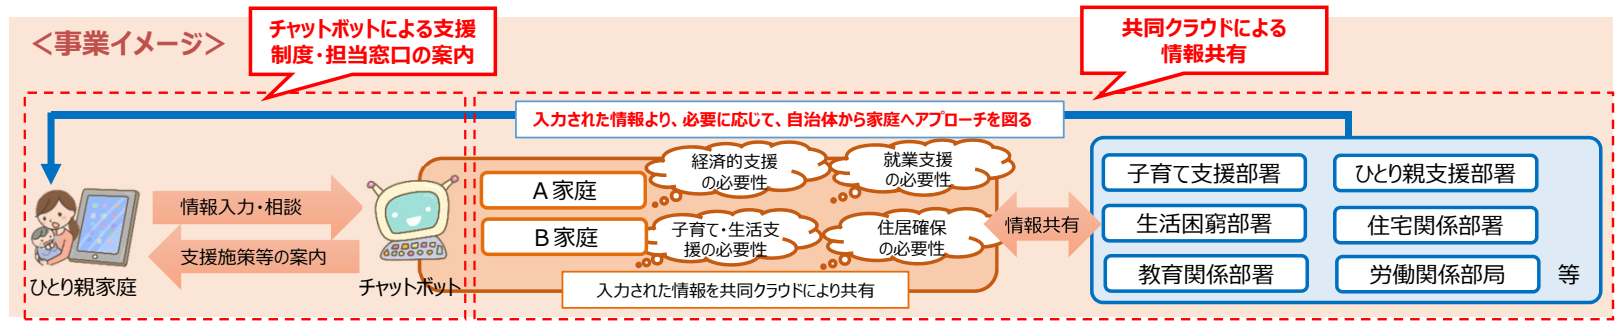 ＜事業イメージ＞
チャットボットによる支援
制度・担当窓口の案内
共同クラウドによる
情報共有
入力された情報より、必要に応じて、自治体から家庭へアプローチを図る
ひとり親家庭
情報入力・相談
支援施策等の案内
チャットボット
A家庭
B家庭
経済的支援
の必要性
就業支援
の必要性
子育て・生活支
援の必要性
住居確保
の必要性
入力された情報を共同クラウドにより共有
情報共有
子育て支援部署
ひとり親支援部署
生活困窮部署
住宅関係部署
教育関係部署
労働関係部局
等